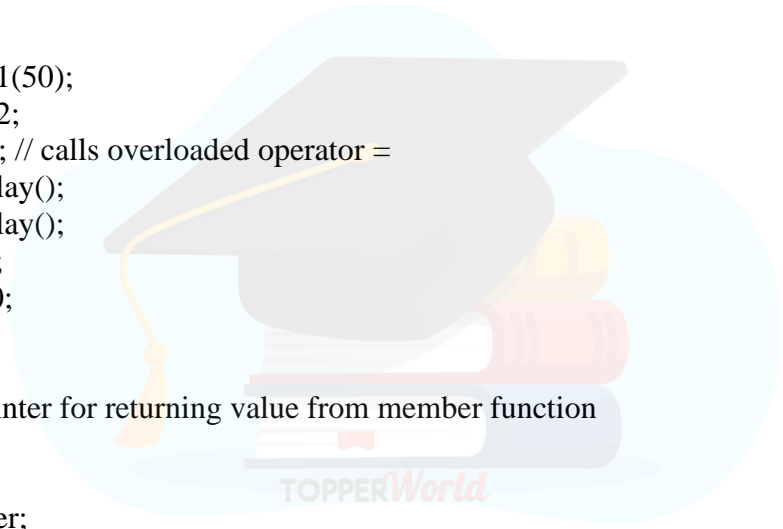 1(50);
2;
; // calls overloaded operator =
lay();
lay();
;
);
nter for returning value from member function
TOPPERWorld
er;